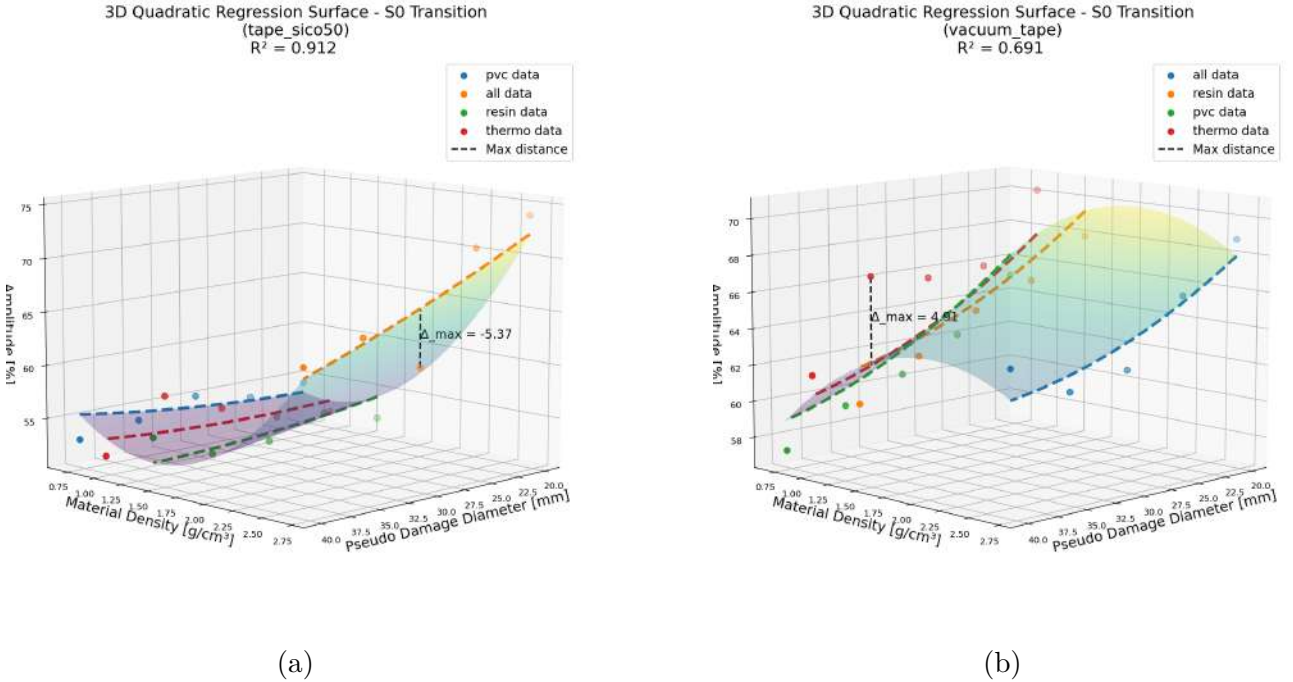 3D Quadratic Regression Surface - S0 Transition
(tape_sico50)
R² = 0.912
pvc data
all data
resin data
thermo data
Max distance
75
70
65
60
55
Amplitude [%]
Δ_max = -5.37
0.75
1.00
1.25
1.50
1.75
2.00
2.25
2.50
2.75
Material Density [g/cm³]
40.0
37.5
35.0
32.5
30.0
27.5
25.0
22.5
20.0
Pseudo Damage Diameter [mm]
(a)
3D Quadratic Regression Surface - S0 Transition
(vacuum_tape)
R² = 0.691
all data
resin data
pvc data
thermo data
Max distance
70
68
66
64
62
60
58
Amplitude [%]
Δ_max = 4.91
0.75
1.00
1.25
1.50
1.75
2.00
2.25
2.50
2.75
Material Density [g/cm³]
40.0
37.5
35.0
32.5
30.0
27.5
25.0
22.5
20.0
Pseudo Damage Diameter [mm]
(b)